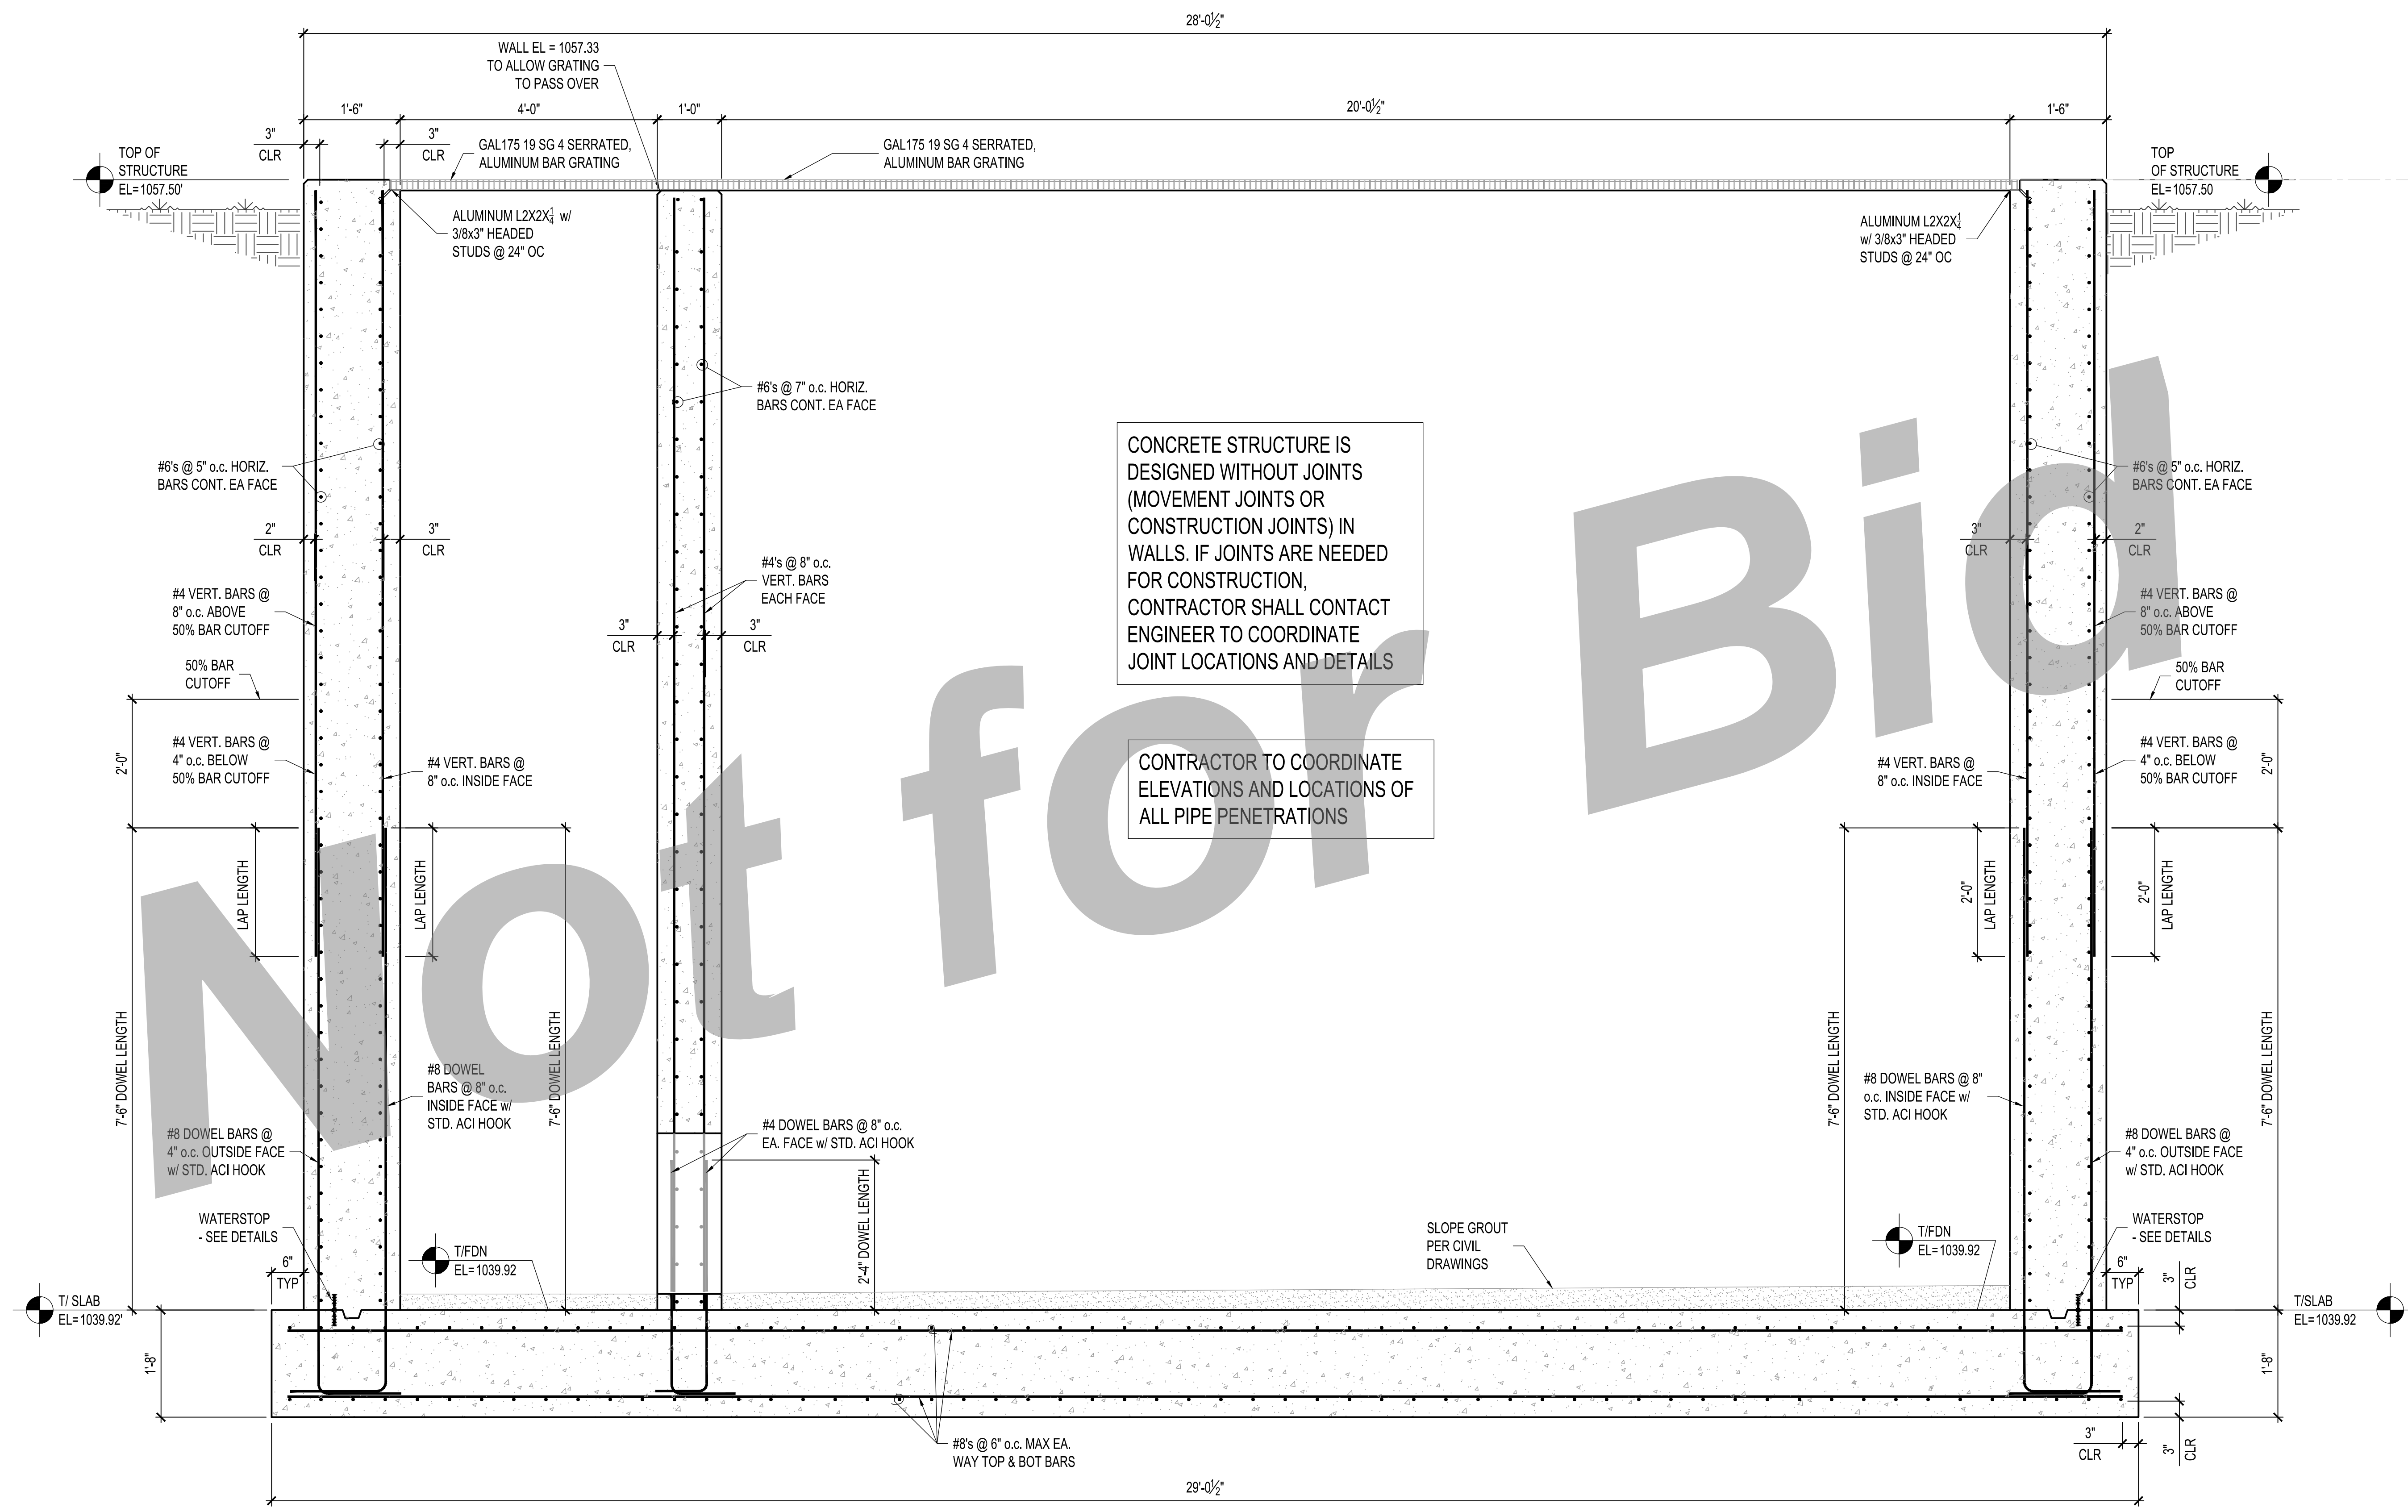 28'-0½"
WALL EL = 1057.33
TO ALLOW GRATING
TO PASS OVER
1'-6"
4'-0"
1'-0"
20'-0½"
1'-6"
3"
CLR
3"
CLR
GAL175 19 SG 4 SERRATED,
ALUMINUM BAR GRATING
GAL175 19 SG 4 SERRATED,
ALUMINUM BAR GRATING
TOP OF
STRUCTURE
EL=1057.50'
TOP
OF STRUCTURE
EL=1057.50
ALUMINUM L2X2X¼ w/
3/8x3" HEADED
STUDS @ 24" OC
ALUMINUM L2X2X¼
w/ 3/8x3" HEADED
STUDS @ 24" OC
#6's @ 7" o.c. HORIZ.
BARS CONT. EA FACE
#6's @ 5" o.c. HORIZ.
BARS CONT. EA FACE
#6's @ 5" o.c. HORIZ.
BARS CONT. EA FACE
CONCRETE STRUCTURE IS
DESIGNED WITHOUT JOINTS
(MOVEMENT JOINTS OR
CONSTRUCTION JOINTS) IN
WALLS. IF JOINTS ARE NEEDED
FOR CONSTRUCTION,
CONTRACTOR SHALL CONTACT
ENGINEER TO COORDINATE
JOINT LOCATIONS AND DETAILS
2"
CLR
3"
CLR
3"
CLR
2"
CLR
#4's @ 8" o.c.
VERT. BARS
EACH FACE
3"
CLR
3"
CLR
#4 VERT. BARS @
8" o.c. ABOVE
50% BAR CUTOFF
#4 VERT. BARS @
8" o.c. ABOVE
50% BAR CUTOFF
50% BAR
CUTOFF
50% BAR
CUTOFF
2'-0"
#4 VERT. BARS @
4" o.c. BELOW
50% BAR CUTOFF
#4 VERT. BARS @
8" o.c. INSIDE FACE
CONTRACTOR TO COORDINATE
ELEVATIONS AND LOCATIONS OF
ALL PIPE PENETRATIONS
#4 VERT. BARS @
8" o.c. INSIDE FACE
#4 VERT. BARS @
4" o.c. BELOW
50% BAR CUTOFF
2'-0"
LAP LENGTH
LAP LENGTH
2'-0"
LAP LENGTH
2'-0"
LAP LENGTH
Not for Bid
7'-6" DOWEL LENGTH
7'-6" DOWEL LENGTH
7'-6" DOWEL LENGTH
7'-6" DOWEL LENGTH
#8 DOWEL
BARS @ 8" o.c.
INSIDE FACE w/
STD. ACI HOOK
#8 DOWEL BARS @ 8"
o.c. INSIDE FACE w/
STD. ACI HOOK
#8 DOWEL BARS @
4" o.c. OUTSIDE FACE
w/ STD. ACI HOOK
#4 DOWEL BARS @ 8" o.c.
EA. FACE w/ STD. ACI HOOK
#8 DOWEL BARS @
4" o.c. OUTSIDE FACE
w/ STD. ACI HOOK
2'-4" DOWEL LENGTH
WATERSTOP
- SEE DETAILS
WATERSTOP
- SEE DETAILS
T/FDN
EL=1039.92
SLOPE GROUT
PER CIVIL
DRAWINGS
T/FDN
EL=1039.92
6"
TYP
6"
TYP
3"
CLR
T/ SLAB
EL=1039.92'
T/SLAB
EL=1039.92
1'-8"
1'-8"
#8's @ 6" o.c. MAX EA.
WAY TOP & BOT BARS
3"
CLR
3"
CLR
29'-0½"